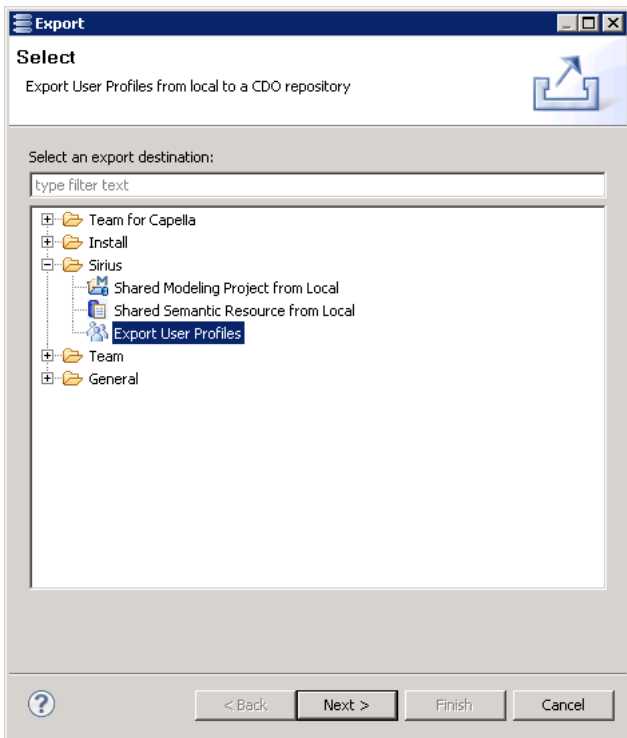 Export
Select
Export User Profiles from local to a CDO repository
Select an export destination:
type filter text
Team for Capella
Install
Sirius
Shared Modeling Project from Local
Shared Semantic Resource from Local
Export User Profiles
Team
General
?
< Back
Next >
Finish
Cancel